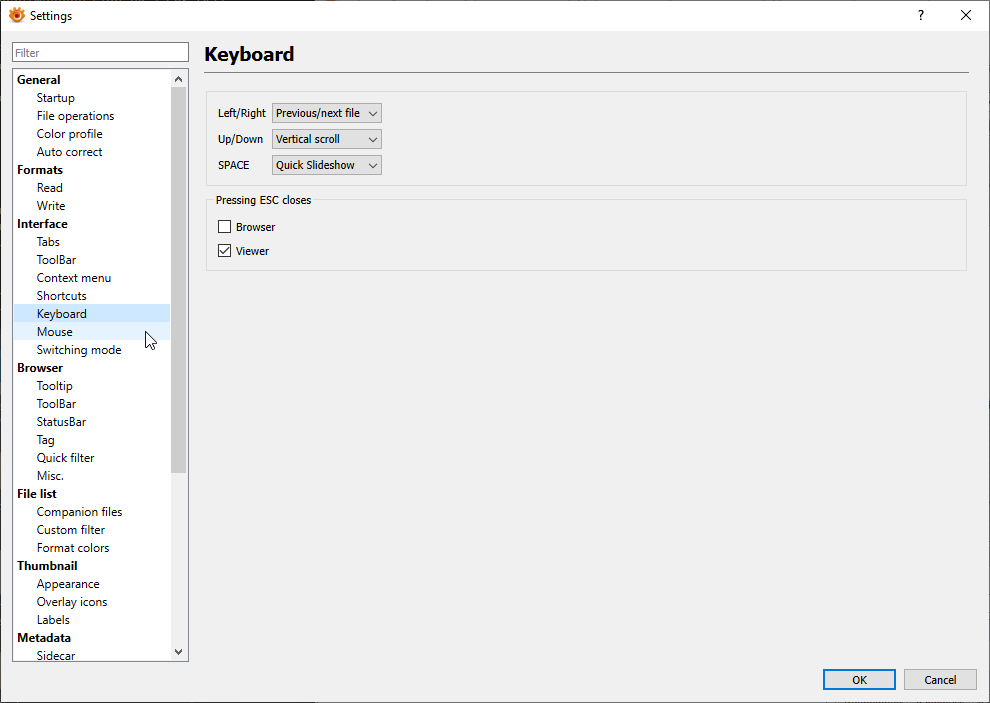 Settings
Filter
General
Startup
File operations
Color profile
Auto correct
Formats
Read
Write
Interface
Tabs
ToolBar
Context menu
Shortcuts
Keyboard
Mouse
Switching mode
Browser
Tooltip
ToolBar
StatusBar
Tag
Quick filter
Misc.
File list
Companion files
Custom filter
Format colors
Thumbnail
Appearance
Overlay icons
Labels
Metadata
Sidecar
Keyboard
Left/Right Previous/next file
Up/Down Vertical scroll
SPACE Quick Slideshow
Pressing ESC closes
Browser
Viewer
OK Cancel